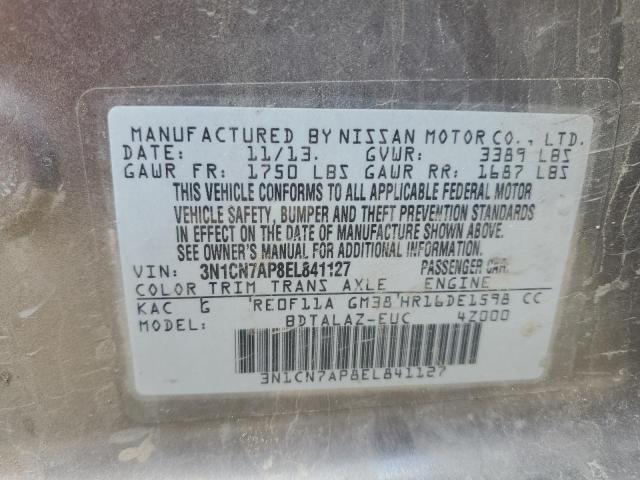 MANUFACTURED BY NISSAN MOTOR CO., LTD.
DATE: 11/13. GVWR: 3389 LBS
GAWR FR: 1750 LBS GAWR RR: 1687 LBS
THIS VEHICLE CONFORMS TO ALL APPLICABLE FEDERAL MOTOR
VEHICLE SAFETY, BUMPER AND THEFT PREVENTION STANDARDS
IN EFFECT ON THE DATE OF MANUFACTURE SHOWN ABOVE.
SEE OWNER'S MANUAL FOR ADDITIONAL INFORMATION.
VIN: 3N1CN7AP8EL841127 PASSENGER CAR.
COLOR TRIM TRANS AXLE ENGINE
KAC G RE0F11A GM38 HR16DE1598 CC
MODEL: BDTALAZ-EUC 4Z000
3N1CN7AP8EL841127